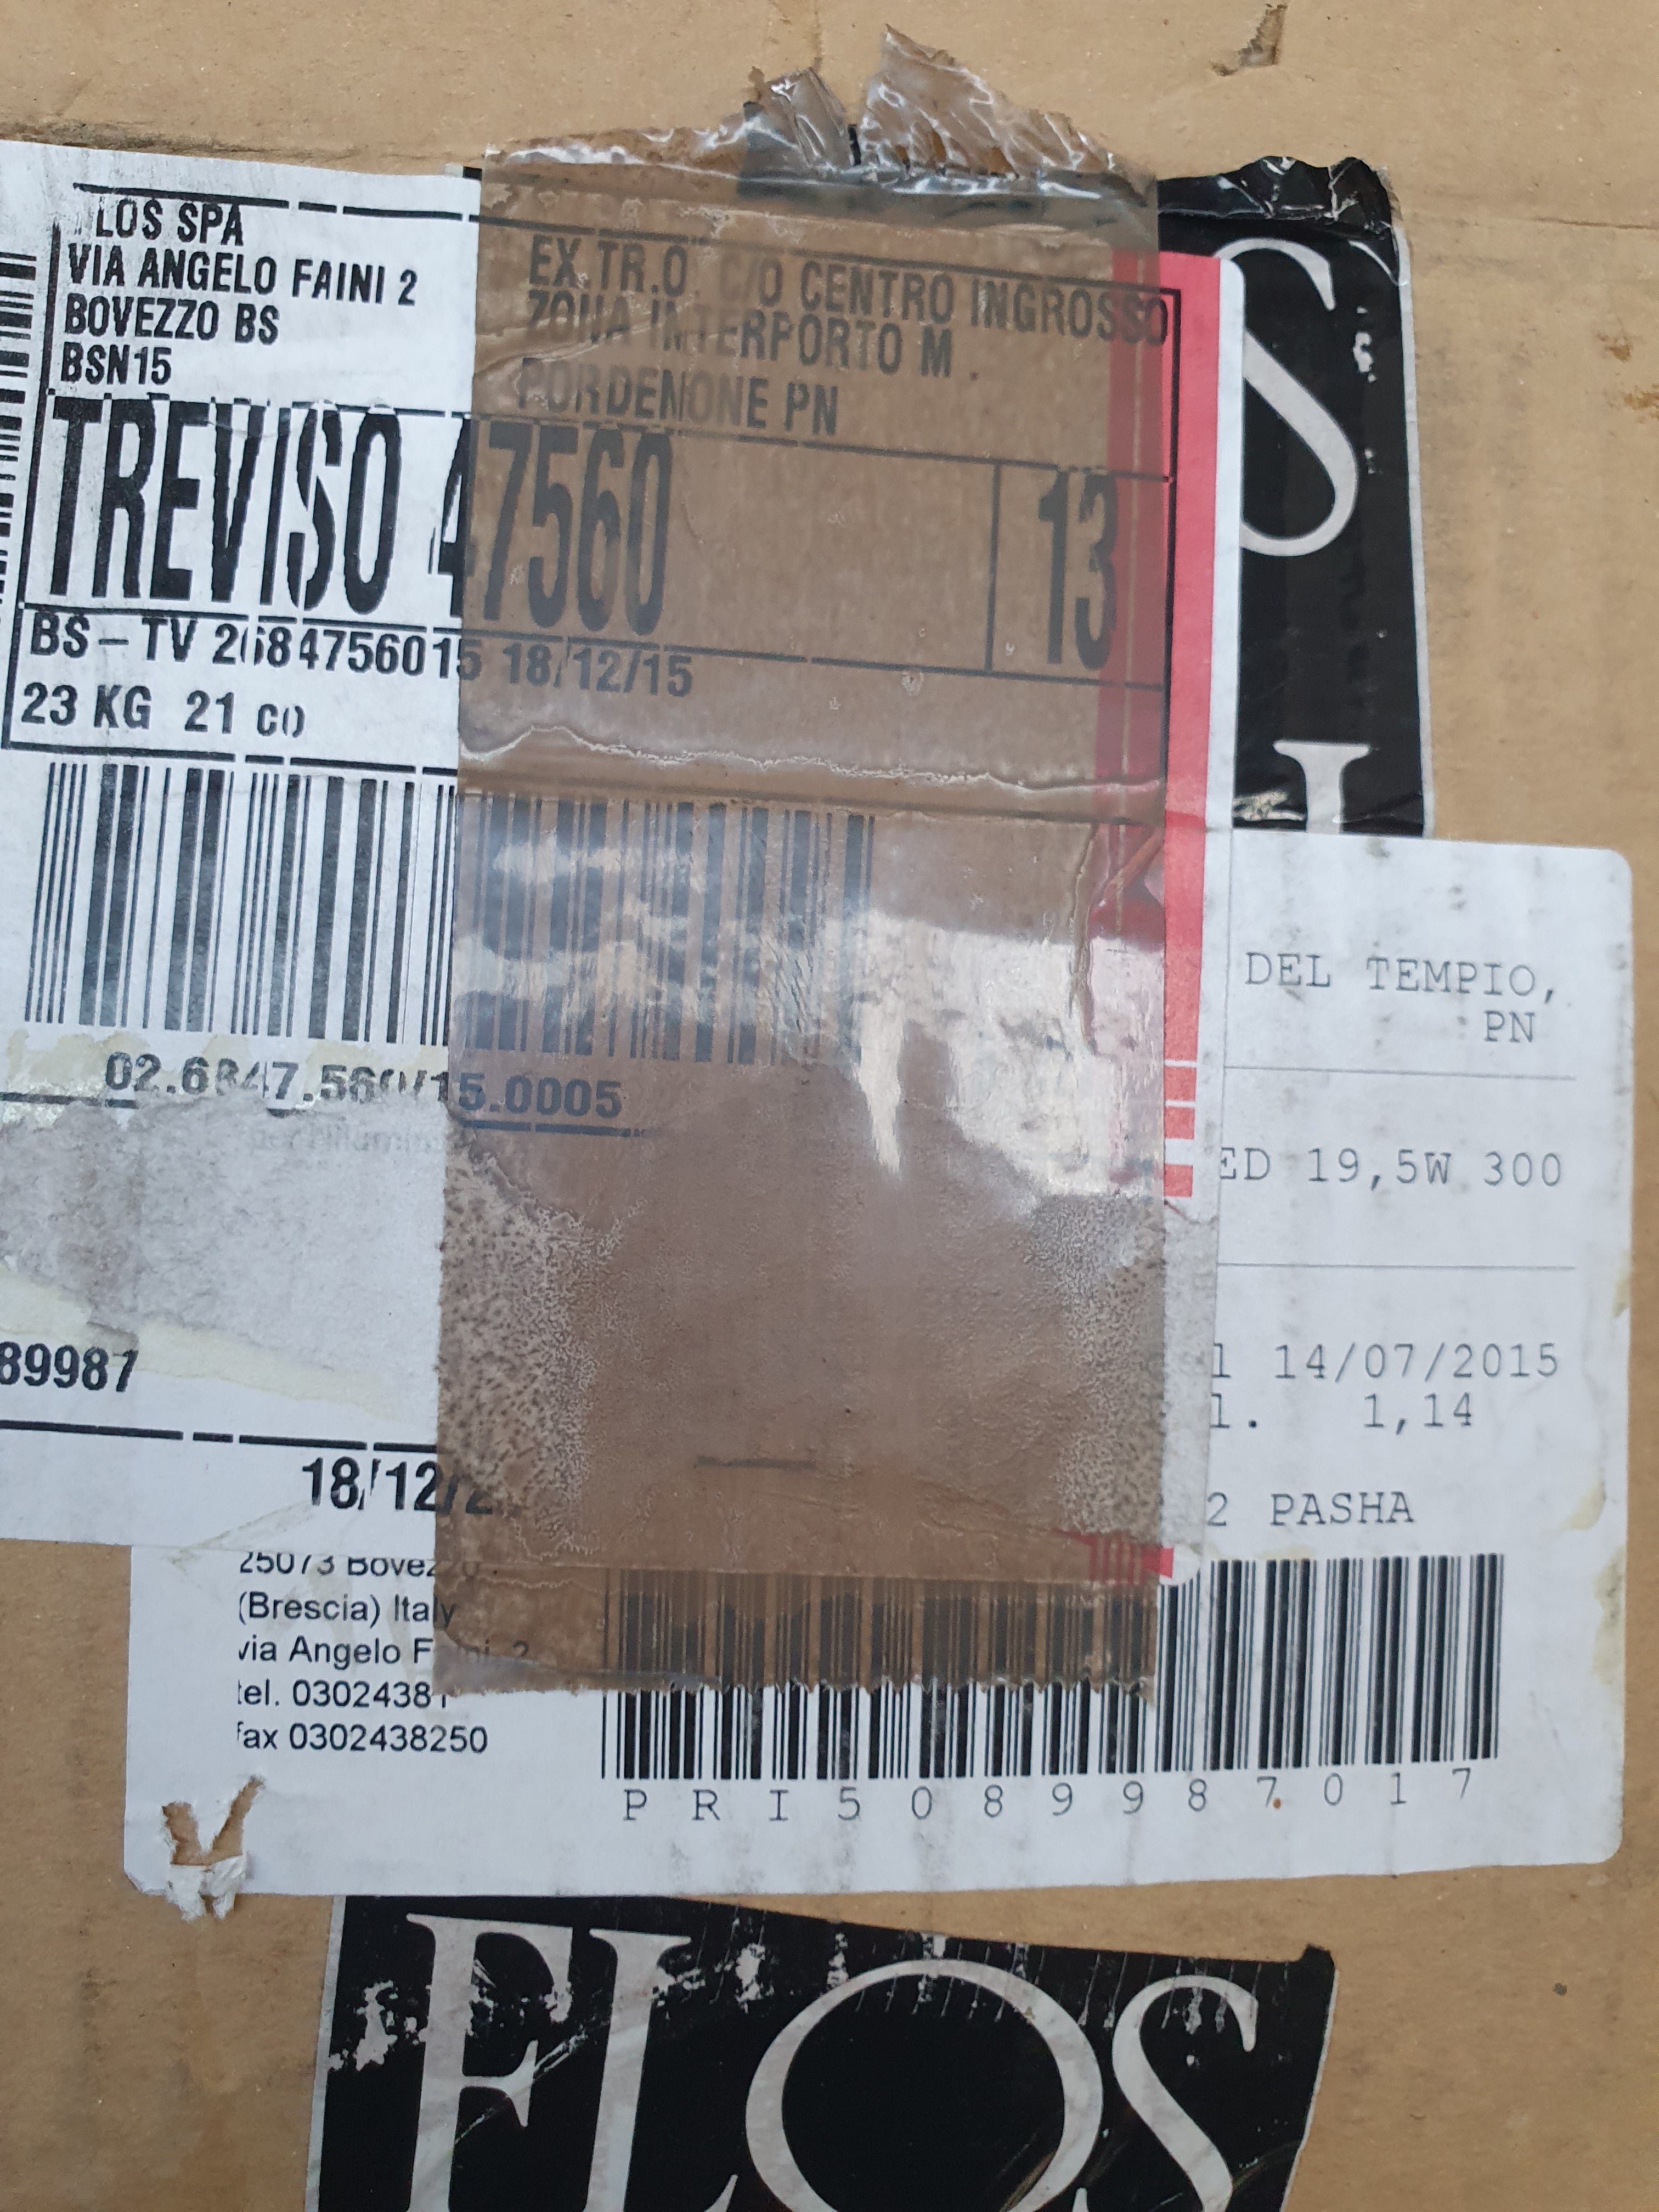 LOS SPA
VIA ANGELO FAINI 2
BOVEZZO BS
BSN15
EX TR.O C/O CENTRO INGROSSO
ZONA INTERPORTO M
PORDENONE PN
TREVISO 47560
13
BS-TV 2684756015 18/12/15
23 KG 21 CO
02.6847.560/15.0005
89987
18/12/2
S
DEL TEMPIO,
PN
ED 19,5W 300
1 14/07/2015
1. 1,14
2 PASHA
25073 Bovezzo
(Brescia) Italy
via Angelo Faini, 2
tel. 03024381
fax 0302438250
PRI5089987017
ELOS